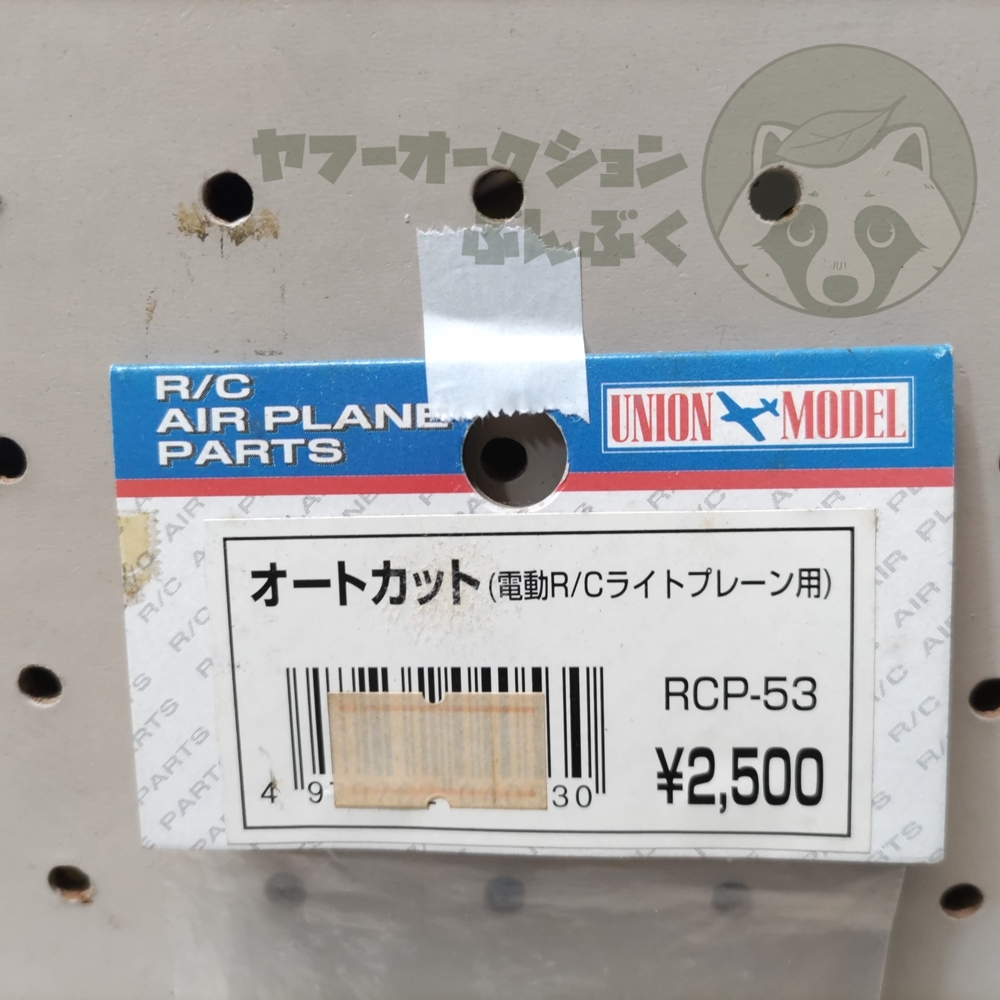 ヤフーオークション
ぶんぶく
R/C
AIR PLANE
PARTS
UNION MODEL
オートカット(電動R/Cライトプレーン用)
RCP-53
¥2,500
4 9
30